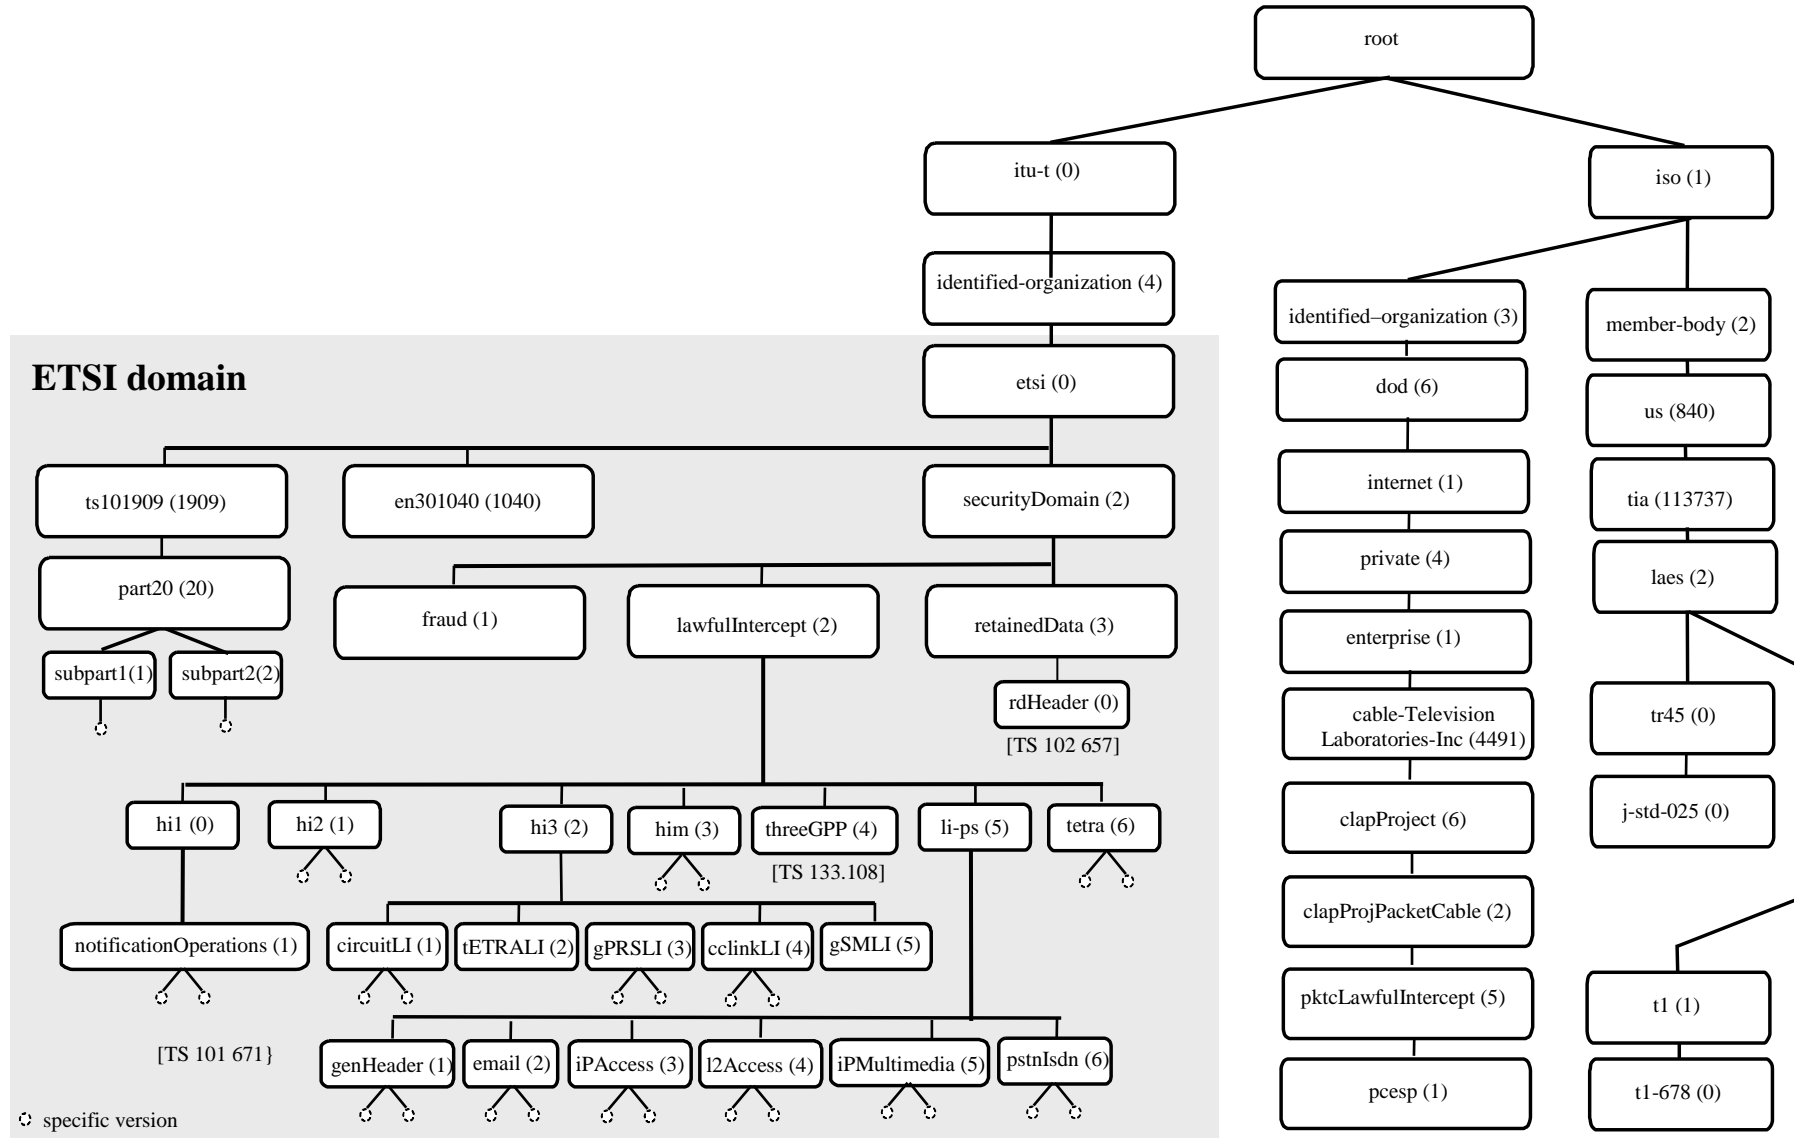 root
itu-t (0)
iso (1)
identified-organization (4)
identified–organization (3)
member-body (2)
ETSI domain
etsi (0)
dod (6)
us (840)
ts101909 (1909)
en301040 (1040)
securityDomain (2)
internet (1)
tia (113737)
part20 (20)
fraud (1)
lawfulIntercept (2)
retainedData (3)
private (4)
laes (2)
subpart1(1)
subpart2(2)
enterprise (1)
rdHeader (0)
[TS 102 657]
cable-Television
Laboratories-Inc (4491)
tr45 (0)
hi1 (0)
hi2 (1)
hi3 (2)
him (3)
threeGPP (4)
li-ps (5)
tetra (6)
[TS 133.108]
clapProject (6)
j-std-025 (0)
notificationOperations (1)
circuitLI (1)
tETRALI (2)
gPRSLI (3)
cclinkLI (4)
gSMLI (5)
clapProjPacketCable (2)
pktcLawfulIntercept (5)
t1 (1)
[TS 101 671}
genHeader (1)
email (2)
iPAccess (3)
l2Access (4)
iPMultimedia (5)
pstnIsdn (6)
pcesp (1)
t1-678 (0)
specific version